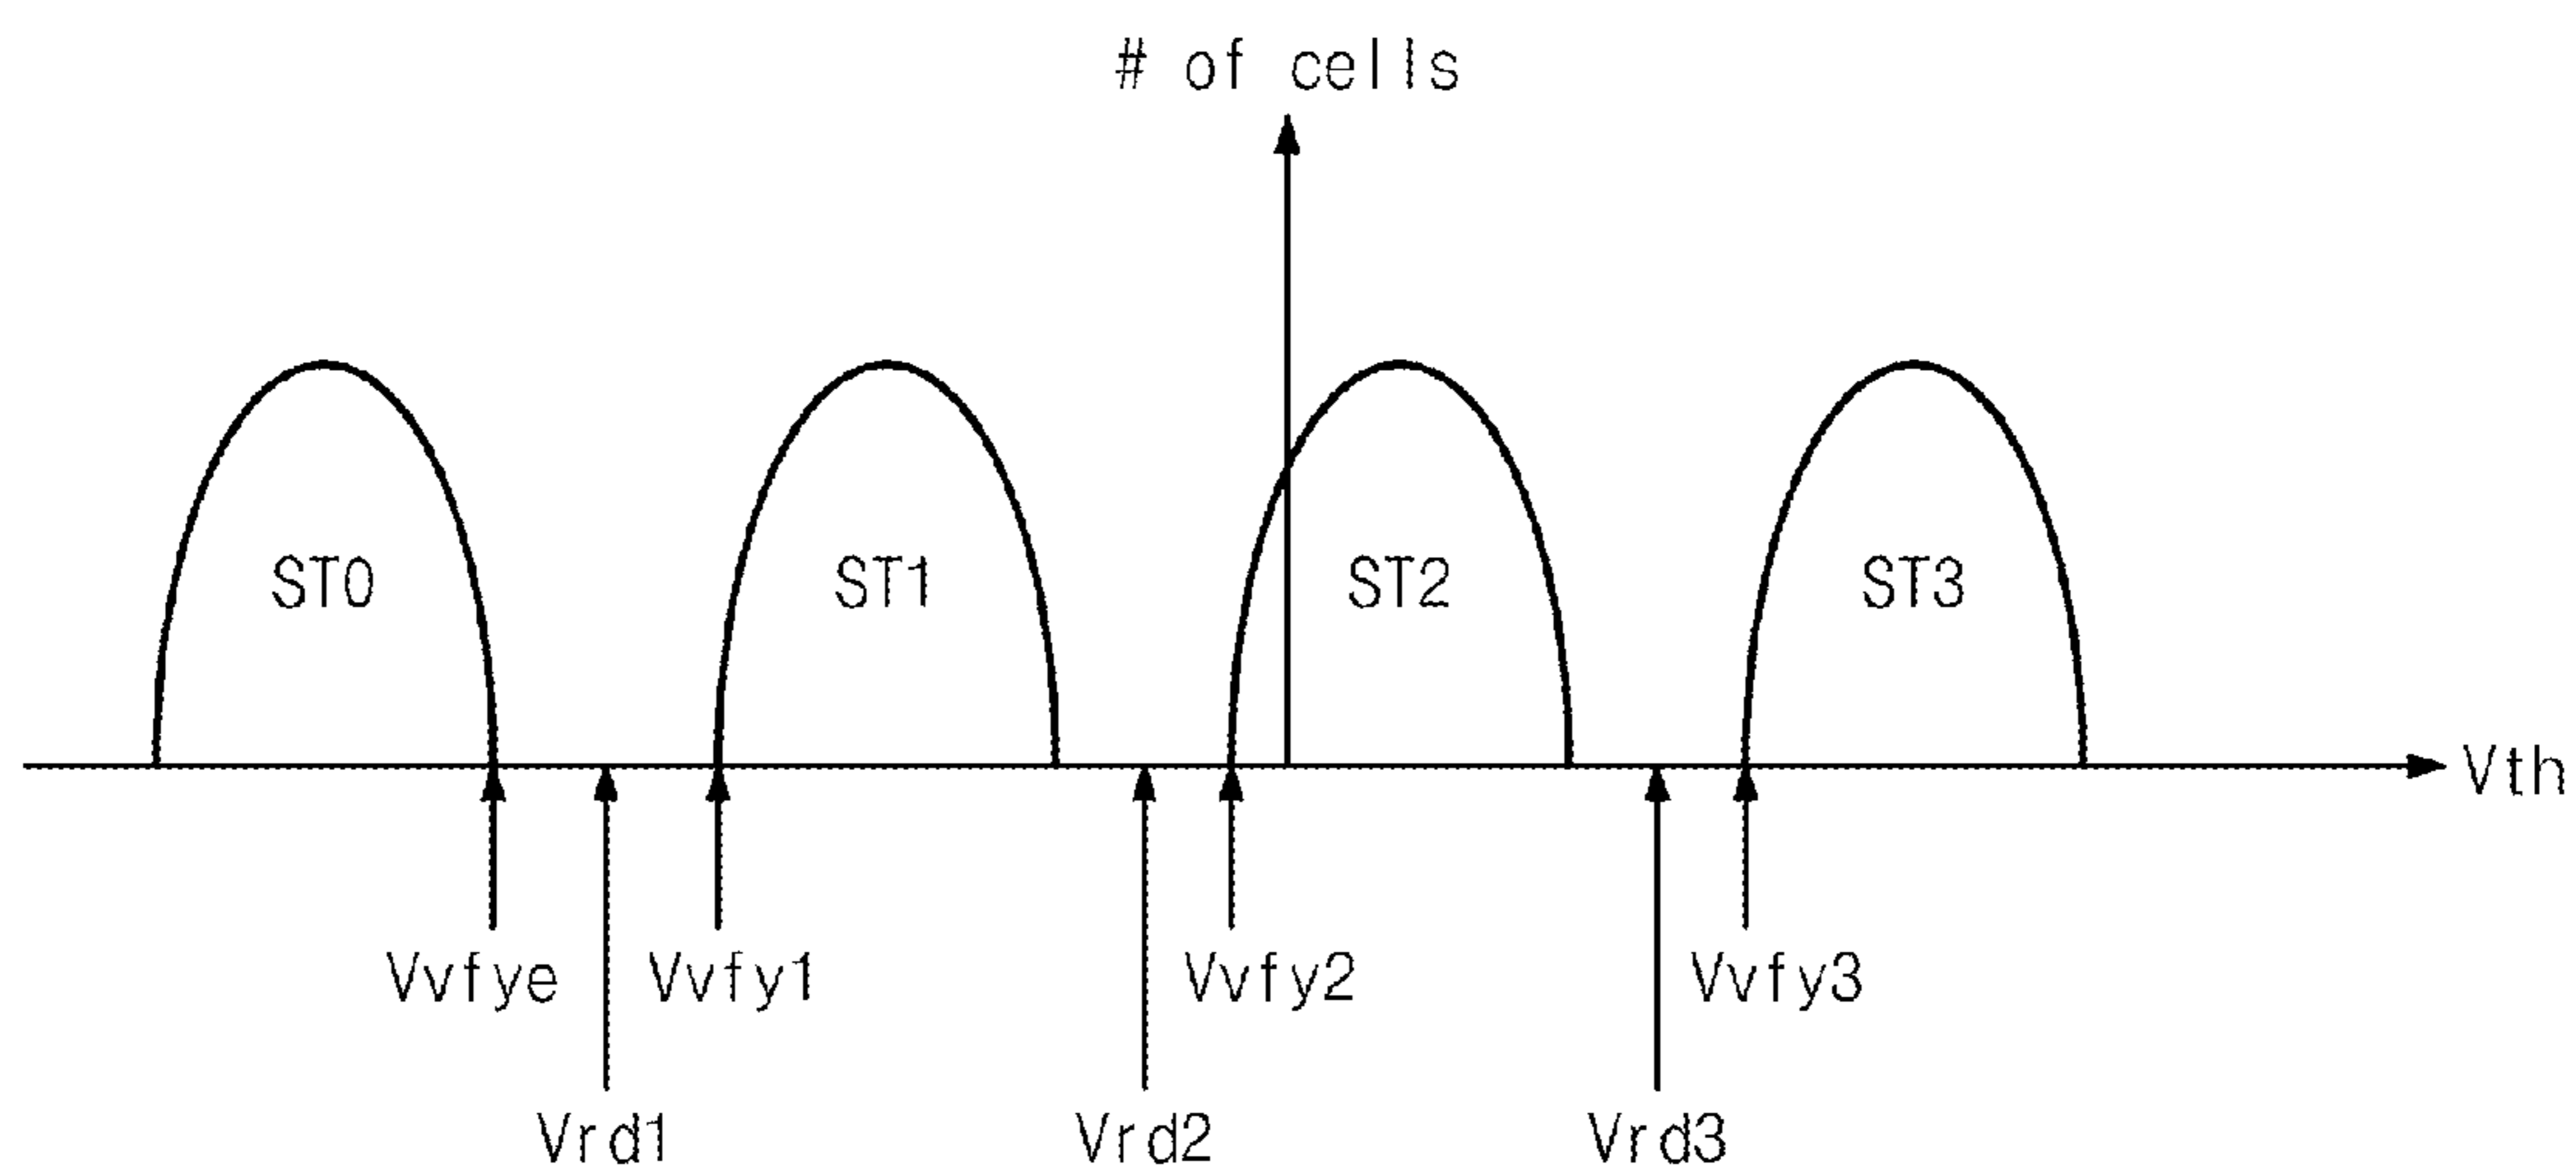 # of cells
ST0 ST1 ST2 ST3
Vth
Vvfye Vvfy1 Vvfy2 Vvfy3
Vrd1 Vrd2 Vrd3